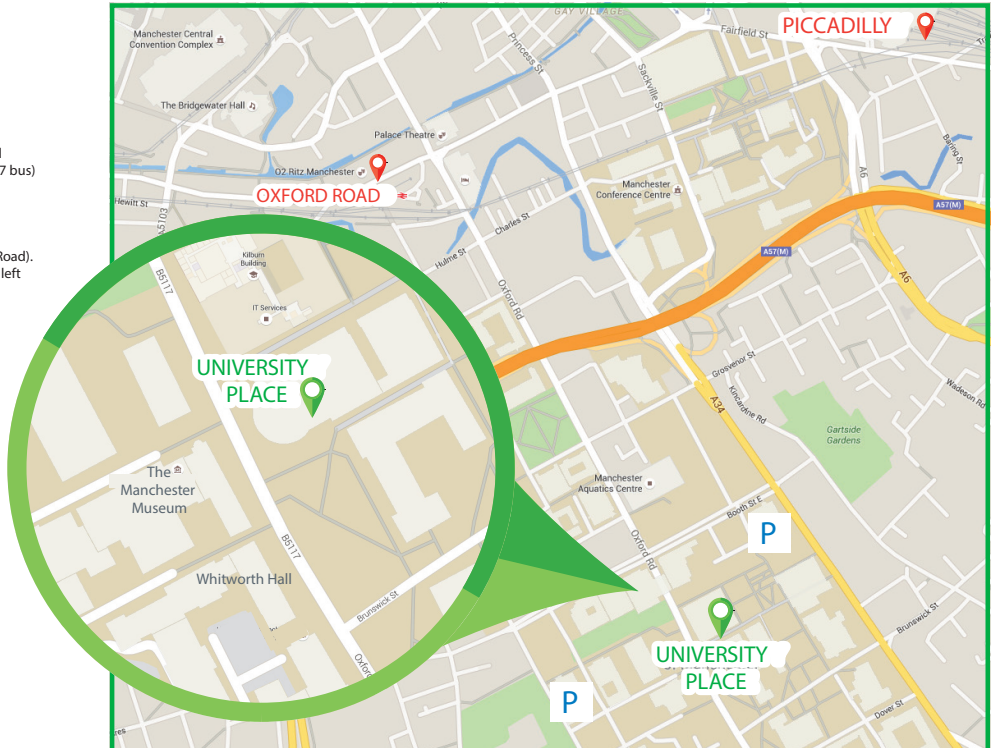 7 bus)
Road).
left
GAY VILLAGE
PICCADILLY
Fairfield St
Manchester Central
Convention Complex
Princess St
Sackville St
The Bridgewater Hall
Palace Theatre
Baring St
O2 Ritz Manchester
OXFORD ROAD
Manchester
Conference Centre
A6
Hewitt St
A5103
A57(M)
Charles St
Hulme St
A57(M)
A6
Kilburn
Building
B5117
IT Services
Oxford Rd
UNIVERSITY
PLACE
Grosvenor St
Kincardine Rd
Wadeson Rd
A34
Gartside
Gardens
The
Manchester
Museum
Manchester
Aquatics Centre
Booth St E
P
B5117
Oxford Rd
Whitworth Hall
Brunswick St
Brunswick St
UNIVERSITY
PLACE
Oxford
P
Dover St